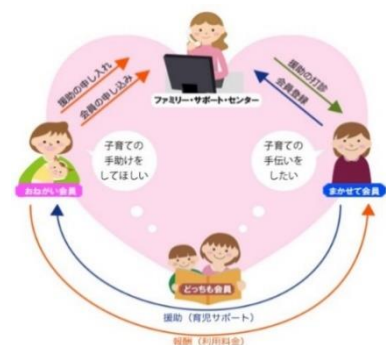 援助の申し入れ
会員の申し込み
援助の打診
会員登録
ファミリー・サポート・センター
子育ての
手助けを
してほしい
子育ての
手伝いを
したい
おねがい会員
まかせて会員
どっちも会員
援助（育児サポート）
報酬（利用料金）